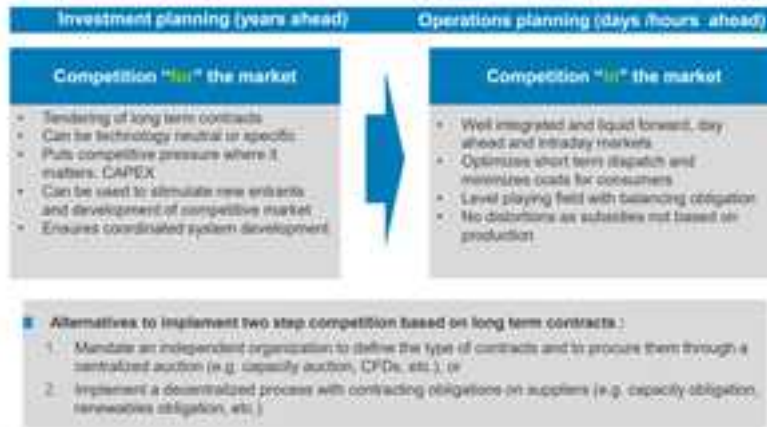 Investment planning (years ahead)
Operations planning (days /hours ahead)
Competition "for" the market
• Tendering of long term contracts
• Can be technology neutral or specific
• Puts competitive pressure where it
matters: CAPEX
• Can be used to stimulate new entrants
and development of competitive market
• Ensures coordinated system development
Competition "in" the market
• Well integrated and liquid forward, day
ahead and intraday markets
• Optimizes short term dispatch and
minimizes costs for consumers
• Level playing field with balancing obligation
• No distortions as subsidies not based on
production
Alternatives to implement two step competition based on long term contracts :
1. Mandate an independent organization to define the type of contracts and to procure them through a
centralized auction (e.g. capacity auction, CFDs, etc.), or
2. Implement a decentralized process with contracting obligations on suppliers (e.g. capacity obligation,
renewables obligation, etc.)